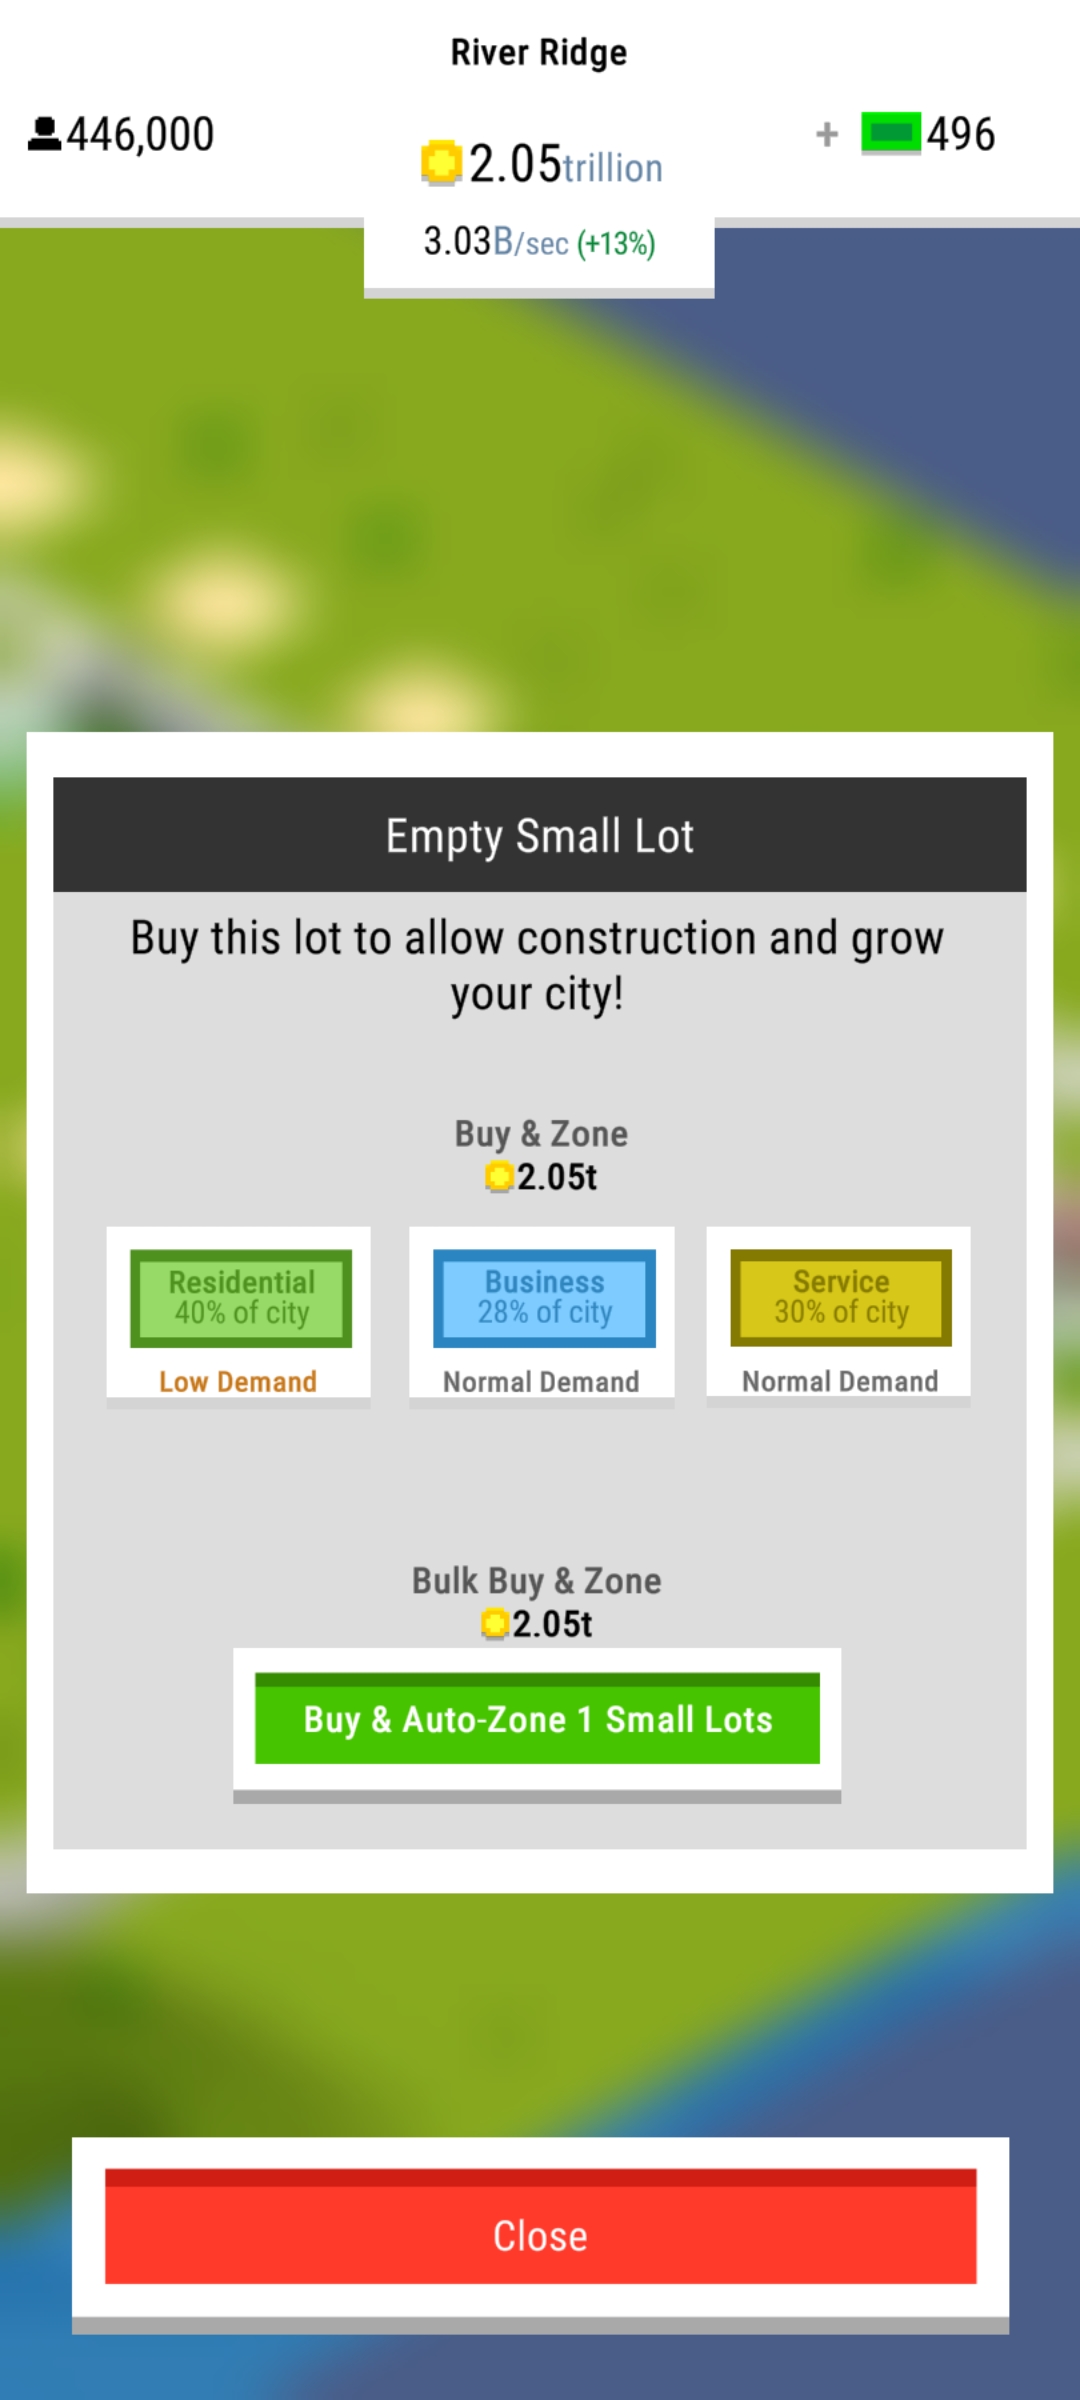 River Ridge
446,000
2.05trillion
+ 496
3.03B/sec (+13%)
Empty Small Lot
Buy this lot to allow construction and grow
your city!
Buy & Zone
2.05t
Residential
40% of city
Low Demand
Business
28% of city
Normal Demand
Service
30% of city
Normal Demand
Bulk Buy & Zone
2.05t
Buy & Auto-Zone 1 Small Lots
Close